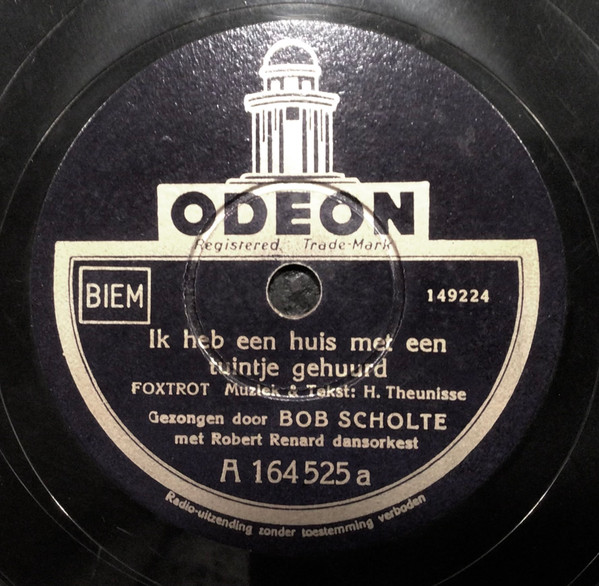 ODEON
Registered Trade-Mark
BIEM
149224
Ik heb een huis met een
tuintje gehuurd
FOXTROT Muziek & Tekst: H. Theunisse
Gezongen door BOB SCHOLTE
met Robert Renard dansorkest
A 164525 a
Radio-uitzending zonder toestemming verboden